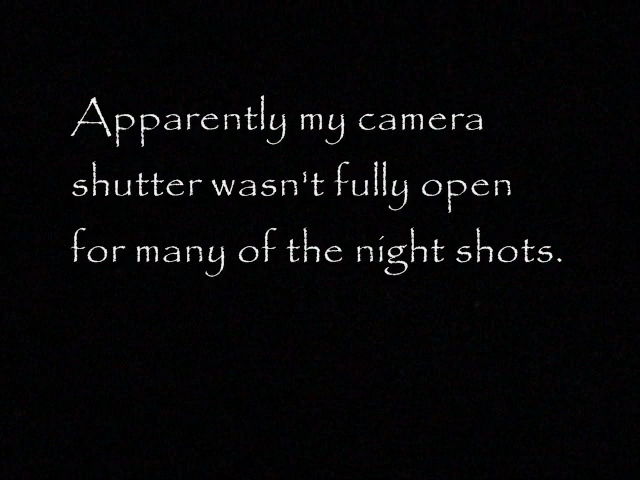 Apparently my camera
shutter wasn't fully open
for many of the night shots.